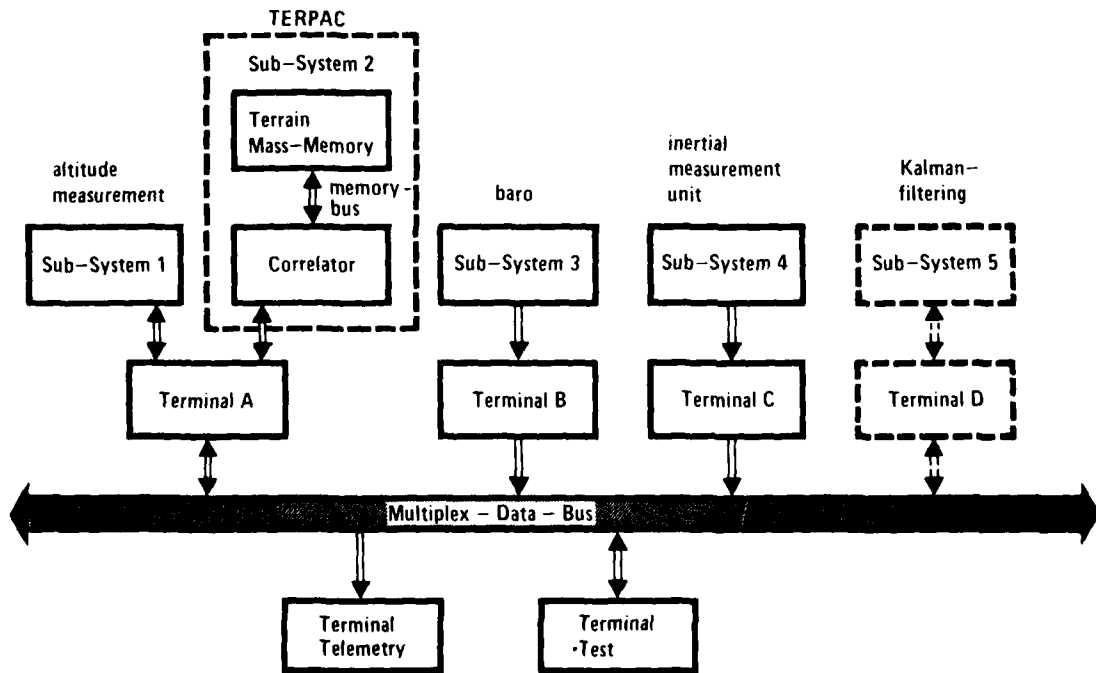 TERPAC
Sub-System 2
Terrain
Mass-Memory
memory-
bus
Correlator
altitude
measurement
Sub-System 1
baro
Sub-System 3
inertial
measurement
unit
Sub-System 4
Kalman-
filtering
Sub-System 5
Terminal A
Terminal B
Terminal C
Terminal D
Multiplex - Data - Bus
Terminal
Telemetry
Terminal
Test